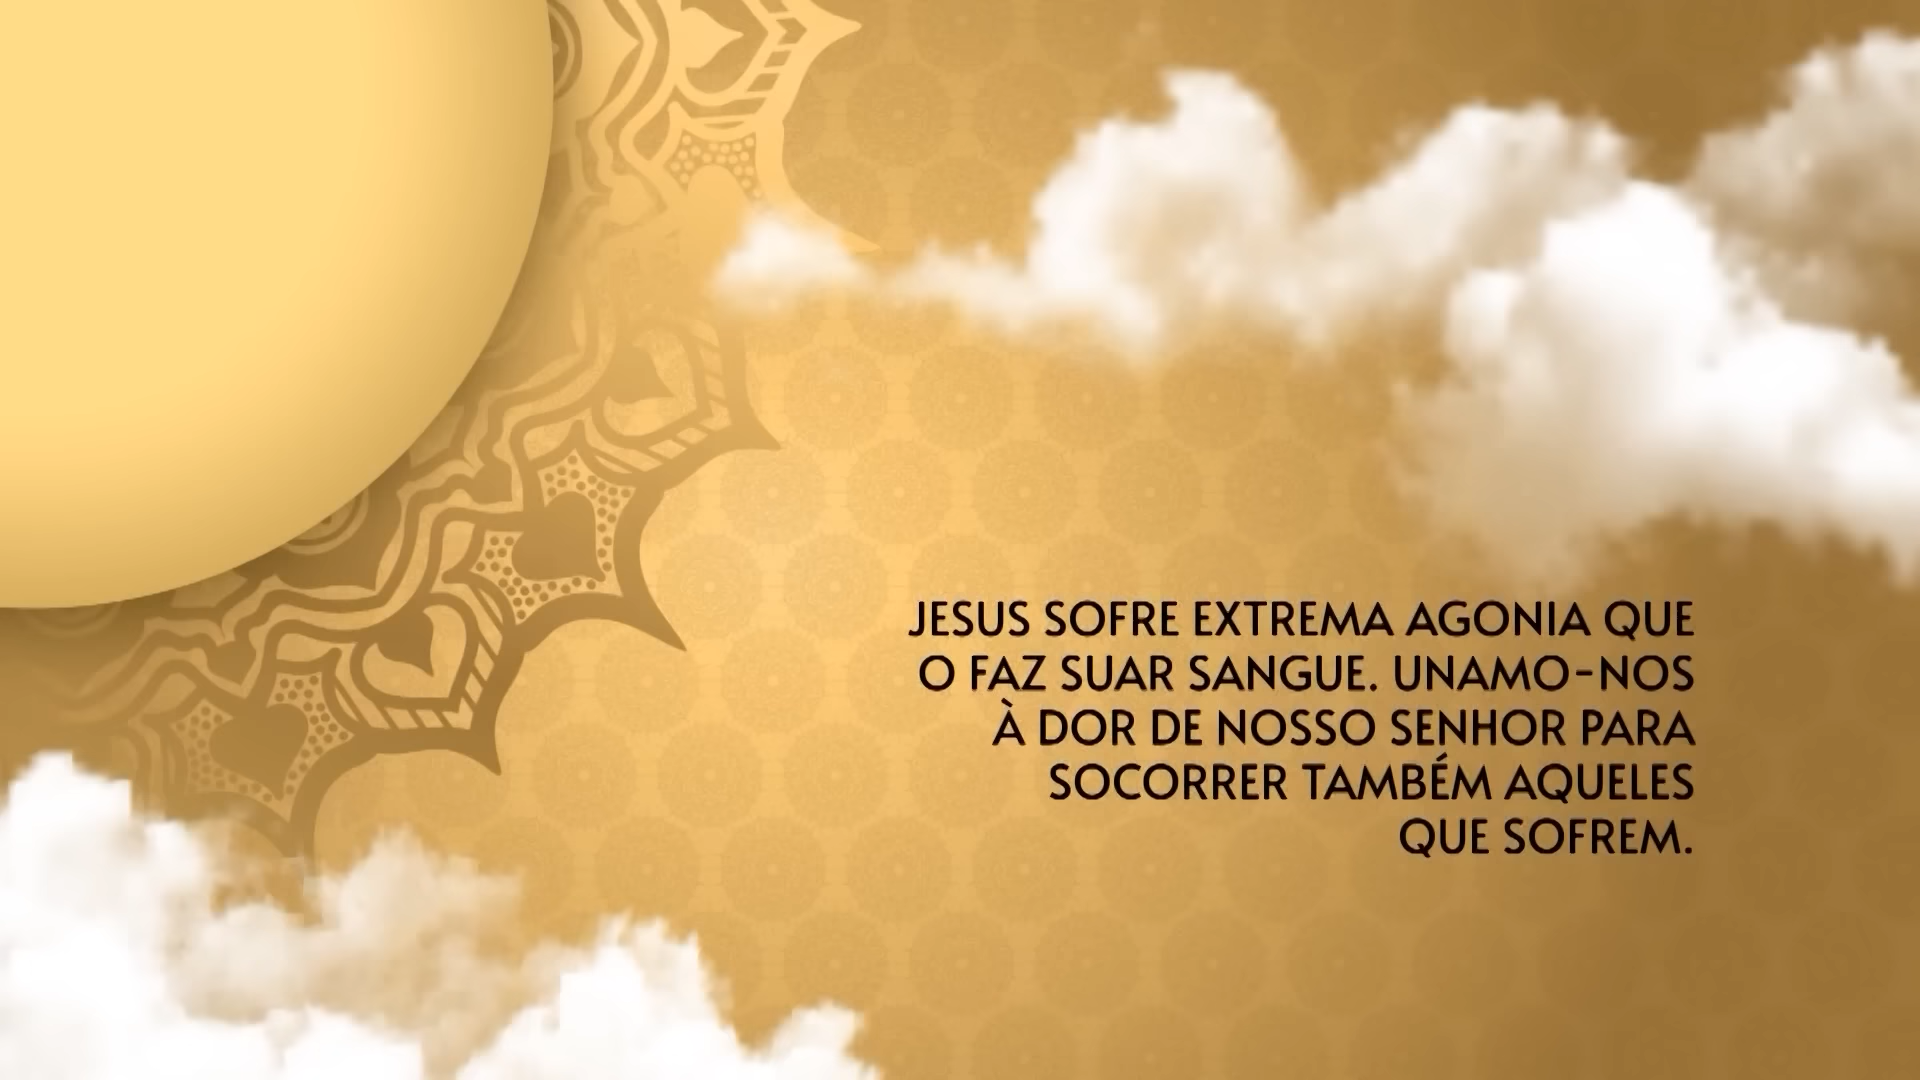 JESUS SOFRE EXTREMA AGONIA QUE
O FAZ SUAR SANGUE. UNAMO-NOS
À DOR DE NOSSO SENHOR PARA
SOCORRER TAMBÉM AQUELES
QUE SOFREM.